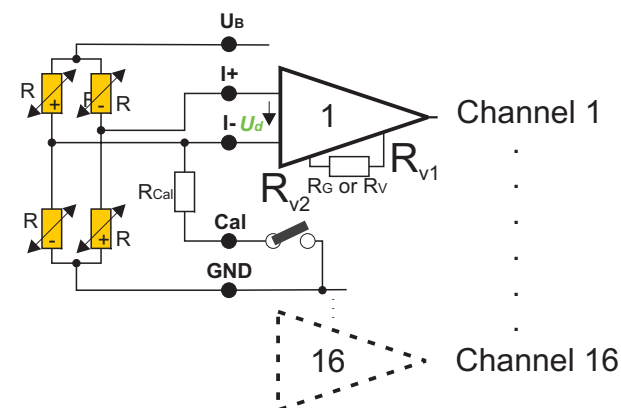 UB
I+
R
+
-
R
R
1
Channel 1
I-
Ud
RCal
Rv2
RG or RV
Rv1
Cal
R
-
+
R
GND
16
Channel 16